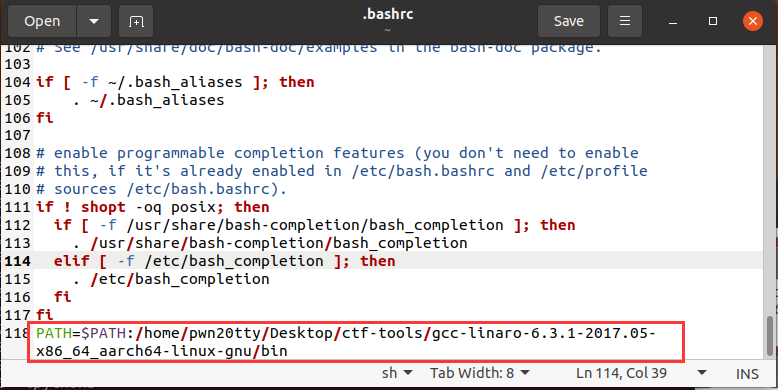 Open
.bashrc
~
Save
102 # See /usr/share/doc/bash-doc/examples in the bash-doc package.
103
104 if [ -f ~/.bash_aliases ]; then
105     . ~/.bash_aliases
106 fi
107
108 # enable programmable completion features (you don't need to enable
109 # this, if it's already enabled in /etc/bash.bashrc and /etc/profile
110 # sources /etc/bash.bashrc).
111 if ! shopt -oq posix; then
112   if [ -f /usr/share/bash-completion/bash_completion ]; then
113     . /usr/share/bash-completion/bash_completion
114   elif [ -f /etc/bash_completion ]; then
115     . /etc/bash_completion
116   fi
117 fi
118 PATH=$PATH:/home/pwn20tty/Desktop/ctf-tools/gcc-linaro-6.3.1-2017.05-
x86_64_aarch64-linux-gnu/bin
sh Tab Width: 8 Ln 114, Col 39 INS